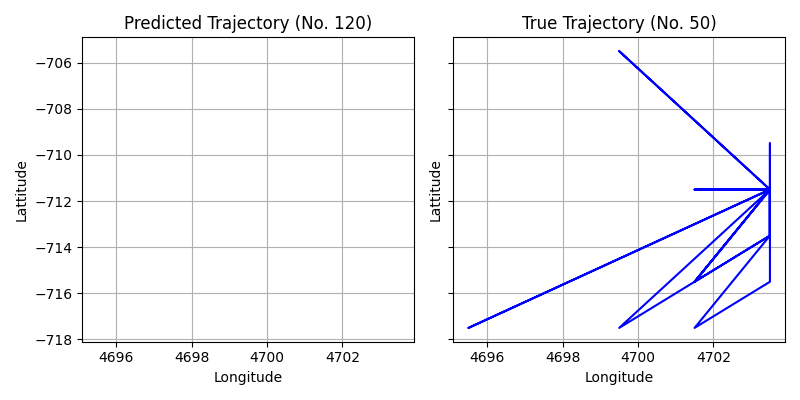 Predicted Trajectory (No. 120)
True Trajectory (No. 50)
−706
−708
−710
−712
−714
−716
−718
Lattitude
Lattitude
4696
4698
4700
4702
4696
4698
4700
4702
Longitude
Longitude